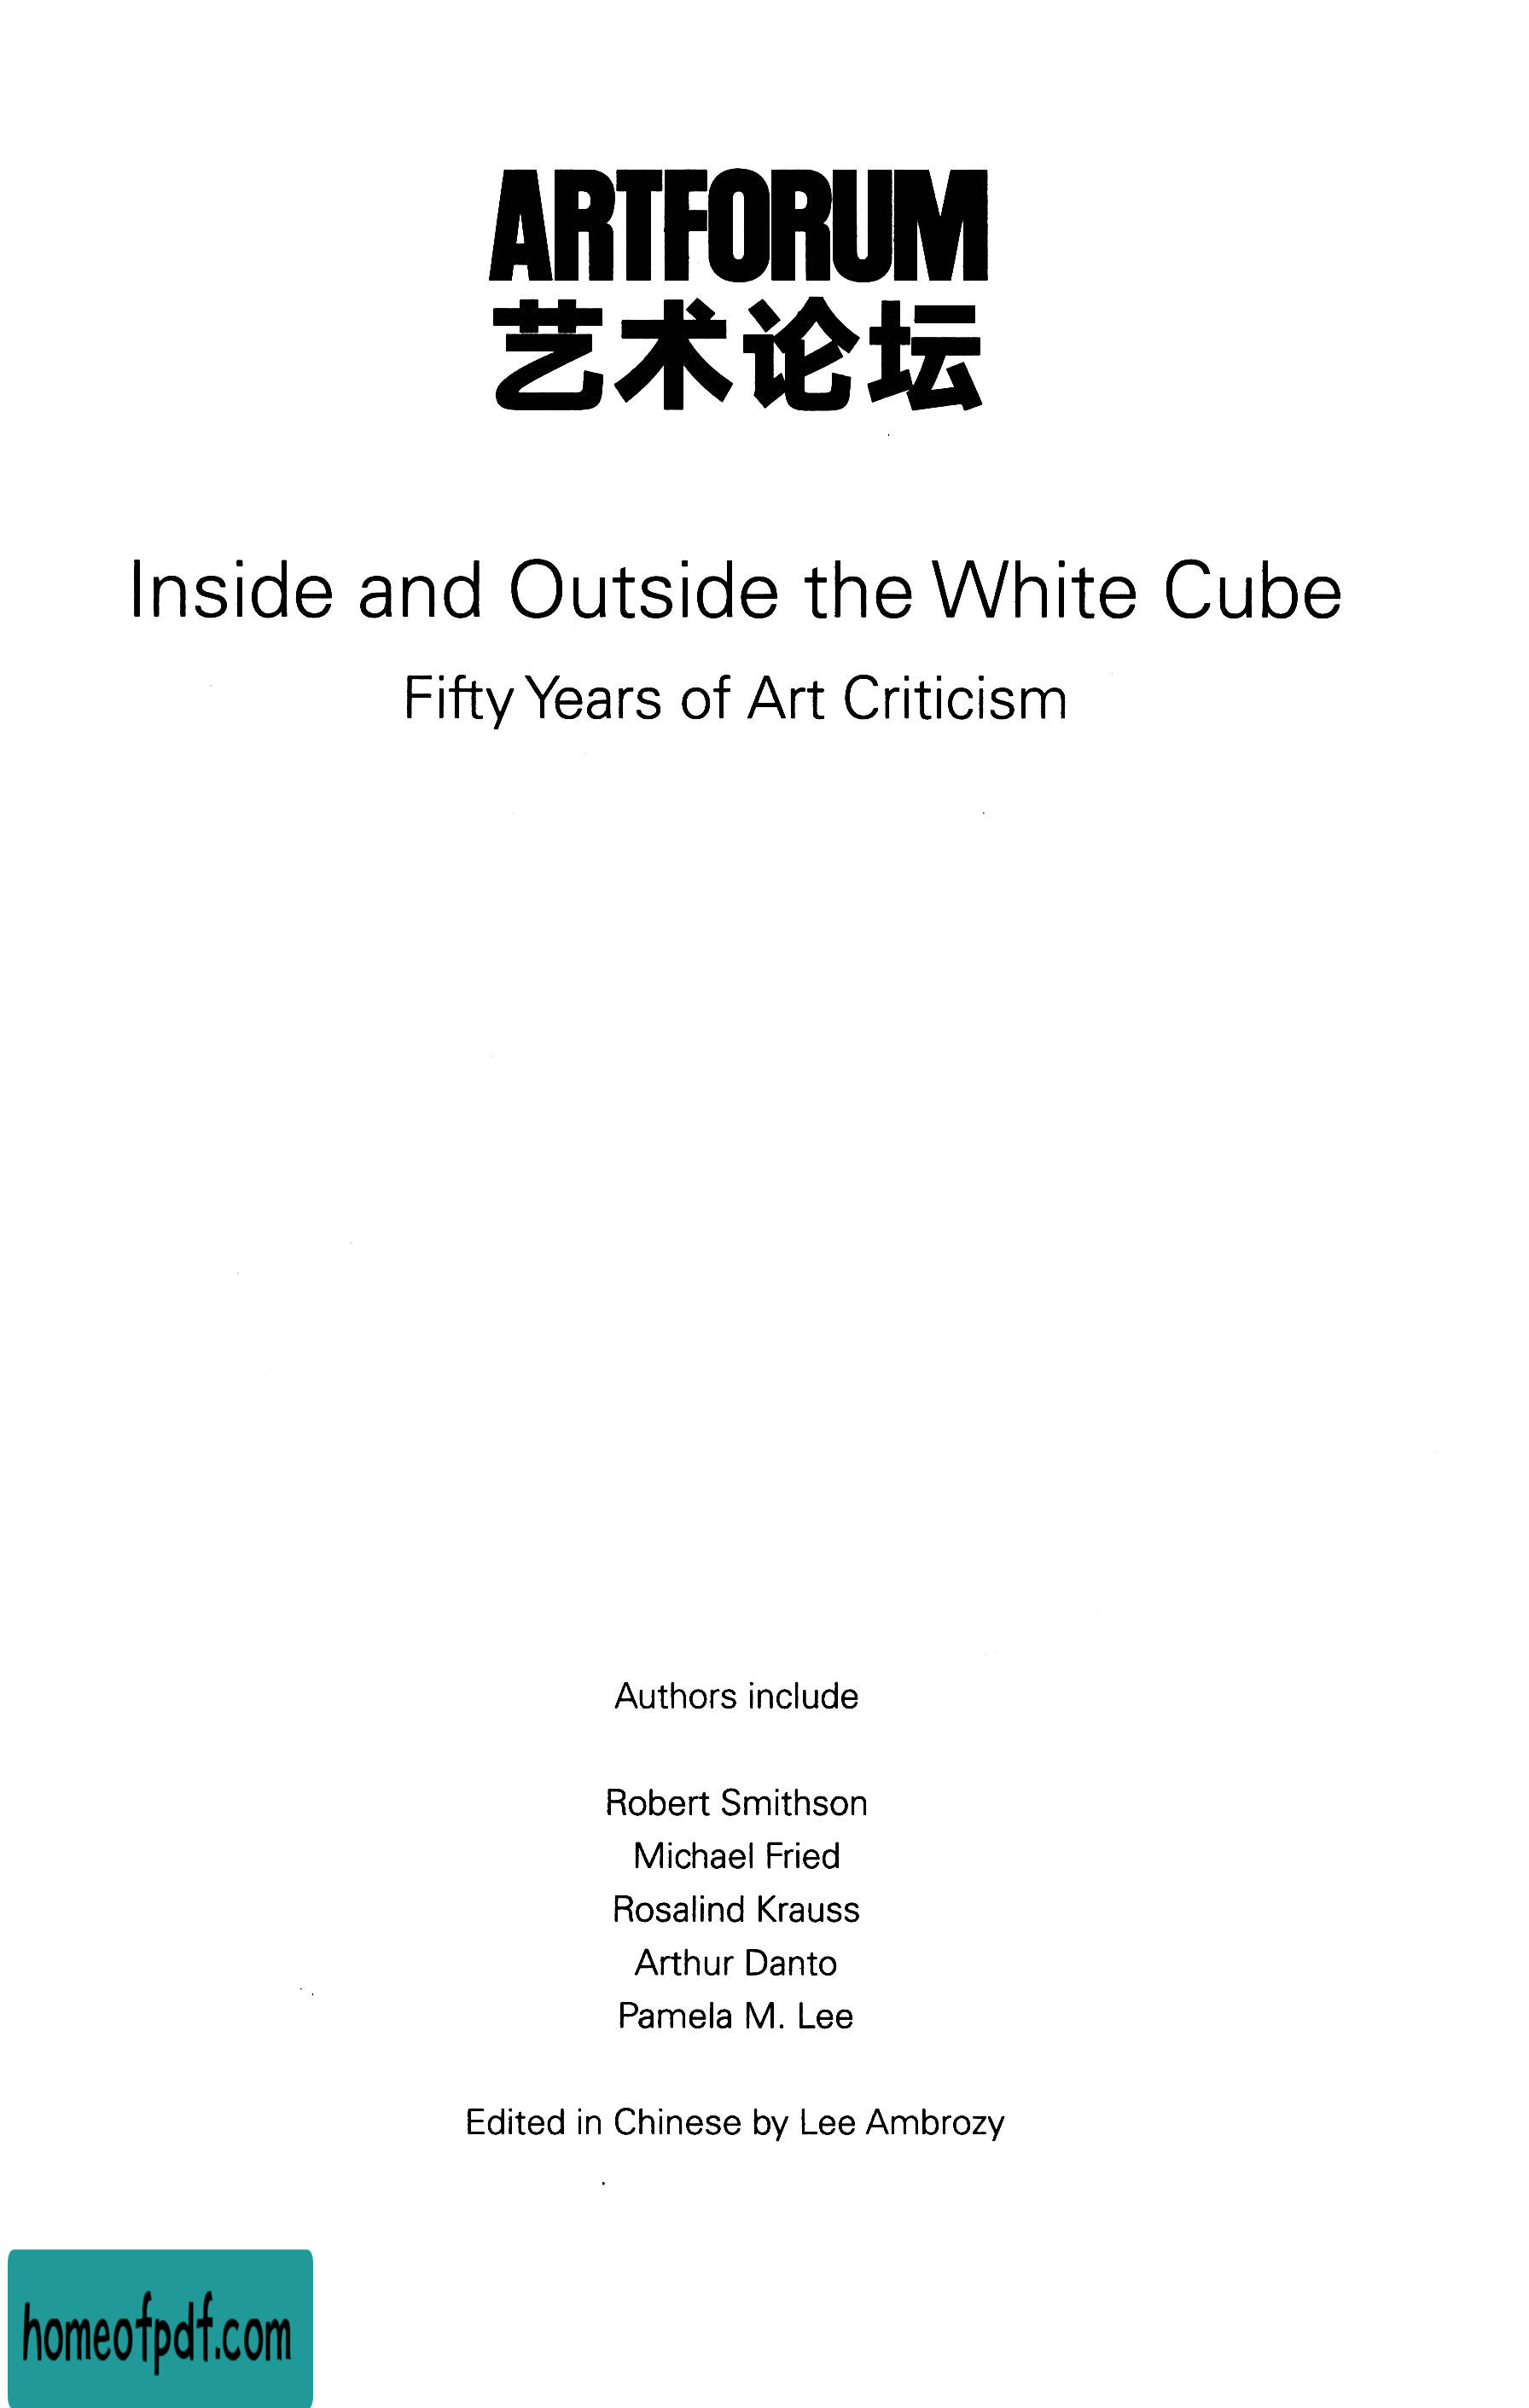 ARTFORUM
艺术论坛
Inside and Outside the White Cube
Fifty Years of Art Criticism
Authors include
Robert Smithson
Michael Fried
Rosalind Krauss
Arthur Danto
Pamela M. Lee
Edited in Chinese by Lee Ambrozy
homeofpdf.com